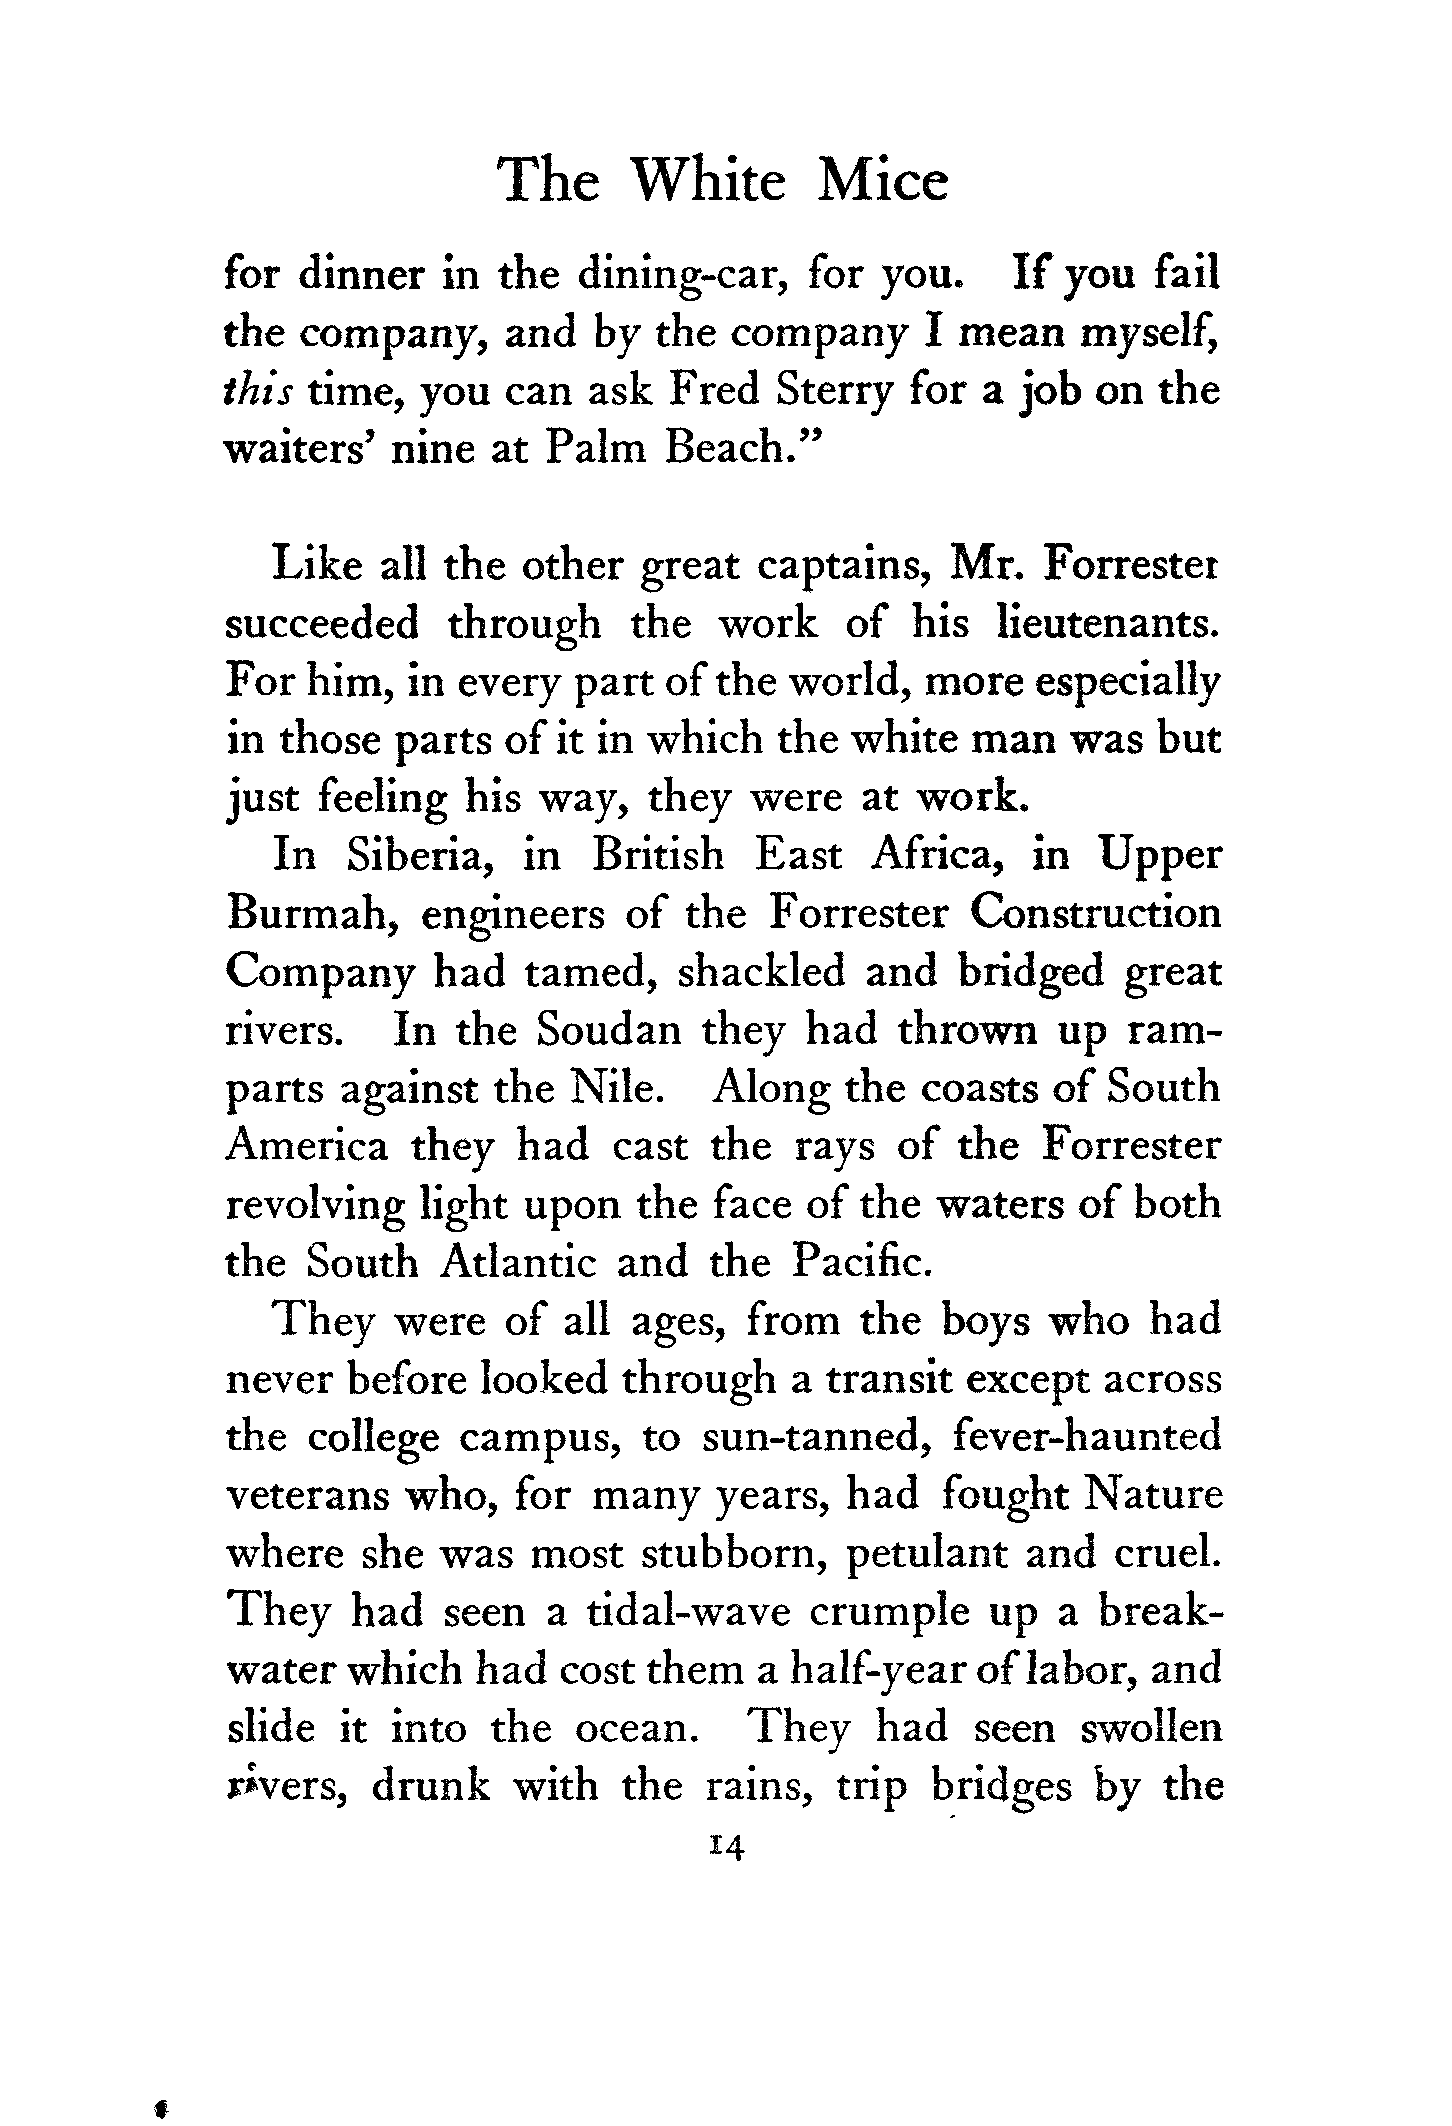 The White Mice
for dinner in the dining-car, for you. If you fail
the company, and by the company I mean myself,
this time, you can ask Fred Sterry for a job on the
waiters’ nine at Palm Beach.”
Like all the other great captains, Mr. Forrester
succeeded through the work of his lieutenants.
For him, in every part of the world, more especially
in those parts of it in which the white man was but
just feeling his way, they were at work.
In Siberia, in British East Africa, in Upper
Burmah, engineers of the Forrester Construction
Company had tamed, shackled and bridged great
rivers. In the Soudan they had thrown up ram-
parts against the Nile. Along the coasts of South
America they had cast the rays of the Forrester
revolving light upon the face of the waters of both
the South Atlantic and the Pacific.
They were of all ages, from the boys who had
never before looked through a transit except across
the college campus, to sun-tanned, fever-haunted
veterans who, for many years, had fought Nature
where she was most stubborn, petulant and cruel.
They had seen a tidal-wave crumple up a break-
water which had cost them a half-year of labor, and
slide it into the ocean. They had seen swollen
rivers, drunk with the rains, trip bridges by the
14